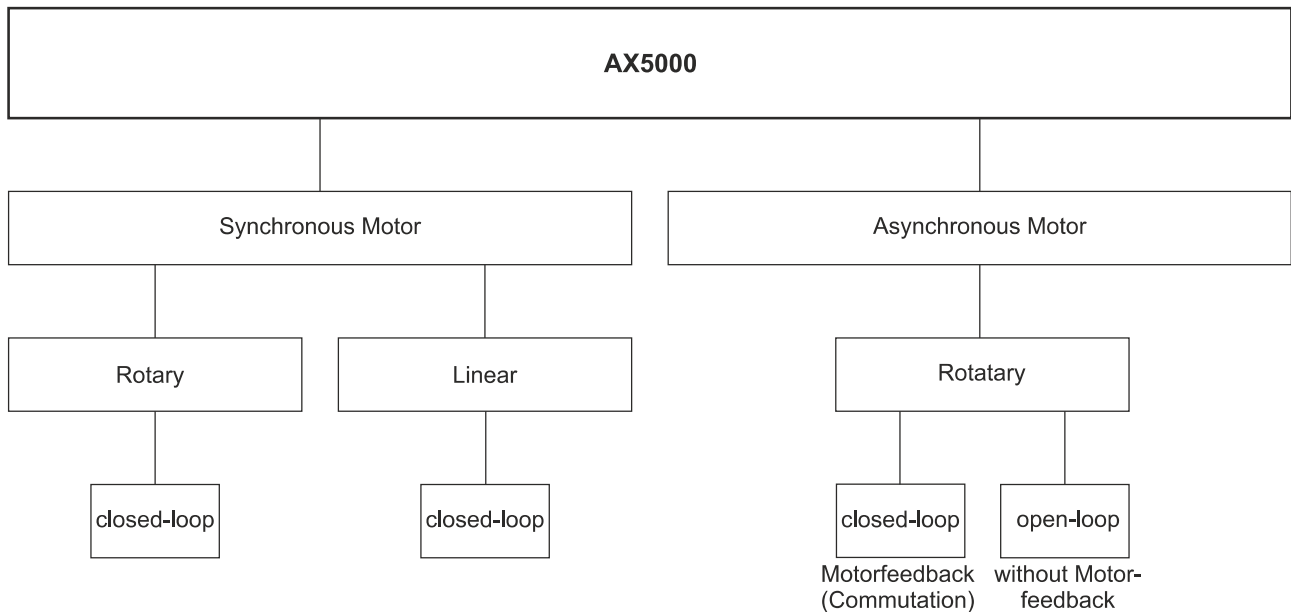 AX5000
Synchronous Motor
Asynchronous Motor
Rotary
Linear
Rotatary
closed-loop
closed-loop
closed-loop
open-loop
Motorfeedback
(Commutation)
without Motor-
feedback